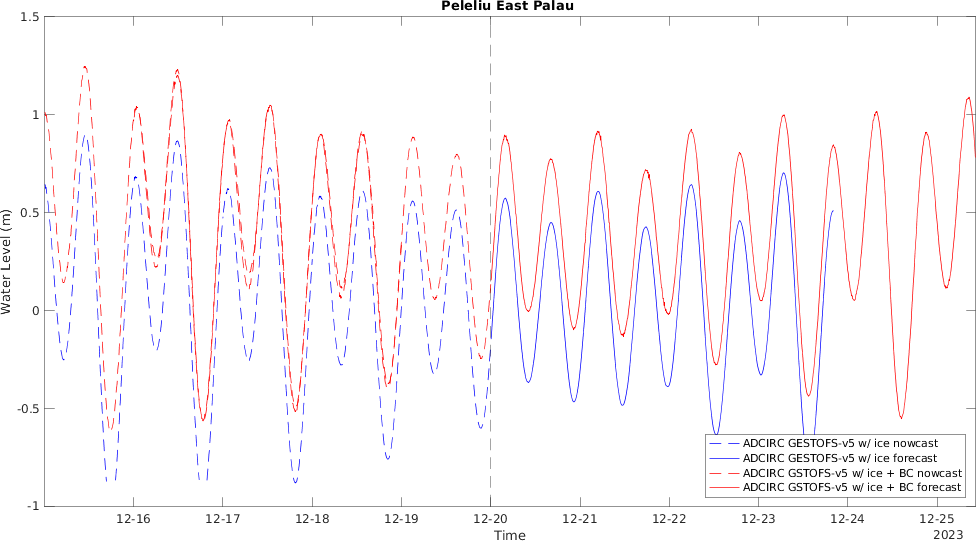 Peleliu East Palau
1.5
1
0.5
0
-0.5
-1
Water Level (m)
12-16
12-17
12-18
12-19
12-20
12-21
12-22
12-23
12-24
12-25
Time
2023
ADCIRC GESTOFS-v5 w/ ice nowcast
ADCIRC GESTOFS-v5 w/ ice forecast
ADCIRC GSTOFS-v5 w/ ice + BC nowcast
ADCIRC GSTOFS-v5 w/ ice + BC forecast